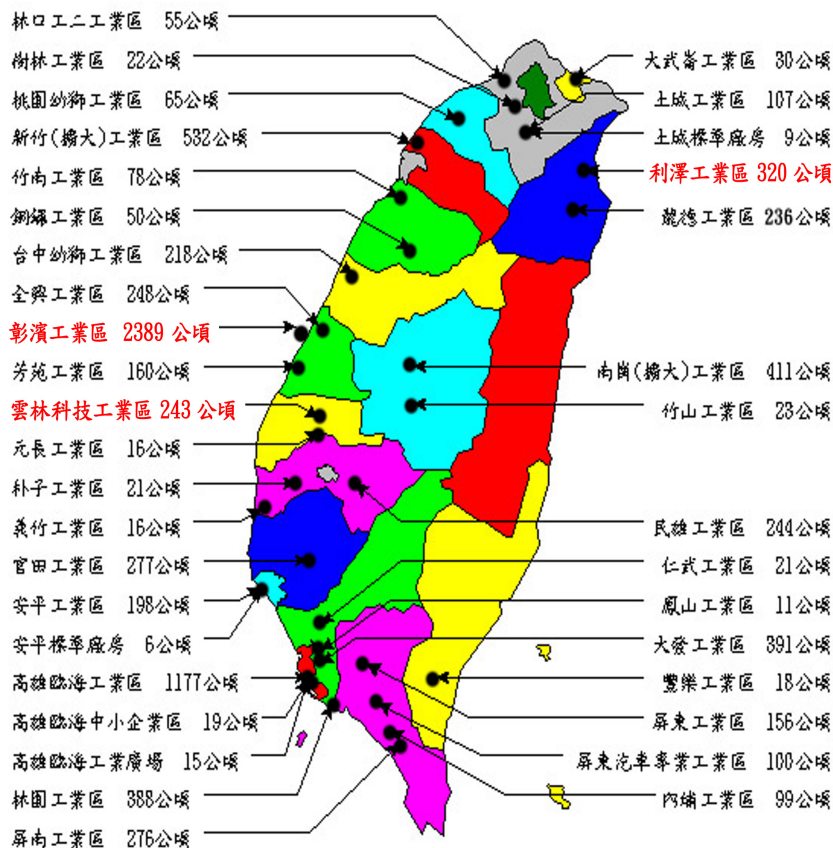 林口工二工業區 55公頃
樹林工業區 22公頃
桃園幼獅工業區 65公頃
新竹(擴大)工業區 532公頃
竹南工業區 78公頃
銅鑼工業區 50公頃
台中幼獅工業區 218公頃
全興工業區 248公頃
彰濱工業區 2389 公頃
芳苑工業區 160公頃
雲林科技工業區 243 公頃
元長工業區 16公頃
朴子工業區 21公頃
義竹工業區 16公頃
官田工業區 277公頃
安平工業區 198公頃
安平標準廠房 6公頃
高雄臨海工業區 1177公頃
高雄臨海中小企業區 19公頃
高雄臨海工業廣場 15公頃
林園工業區 388公頃
屏南工業區 276公頃
大武崙工業區 30公頃
土城工業區 107公頃
土城標準廠房 9公頃
利澤工業區 320 公頃
龍德工業區 236公頃
南崗(擴大)工業區 411公頃
竹山工業區 23公頃
民雄工業區 244公頃
仁武工業區 21公頃
鳳山工業區 11公頃
大發工業區 391公頃
豐樂工業區 18公頃
屏東工業區 156公頃
屏東汽車專業工業區 100公頃
內埔工業區 99公頃